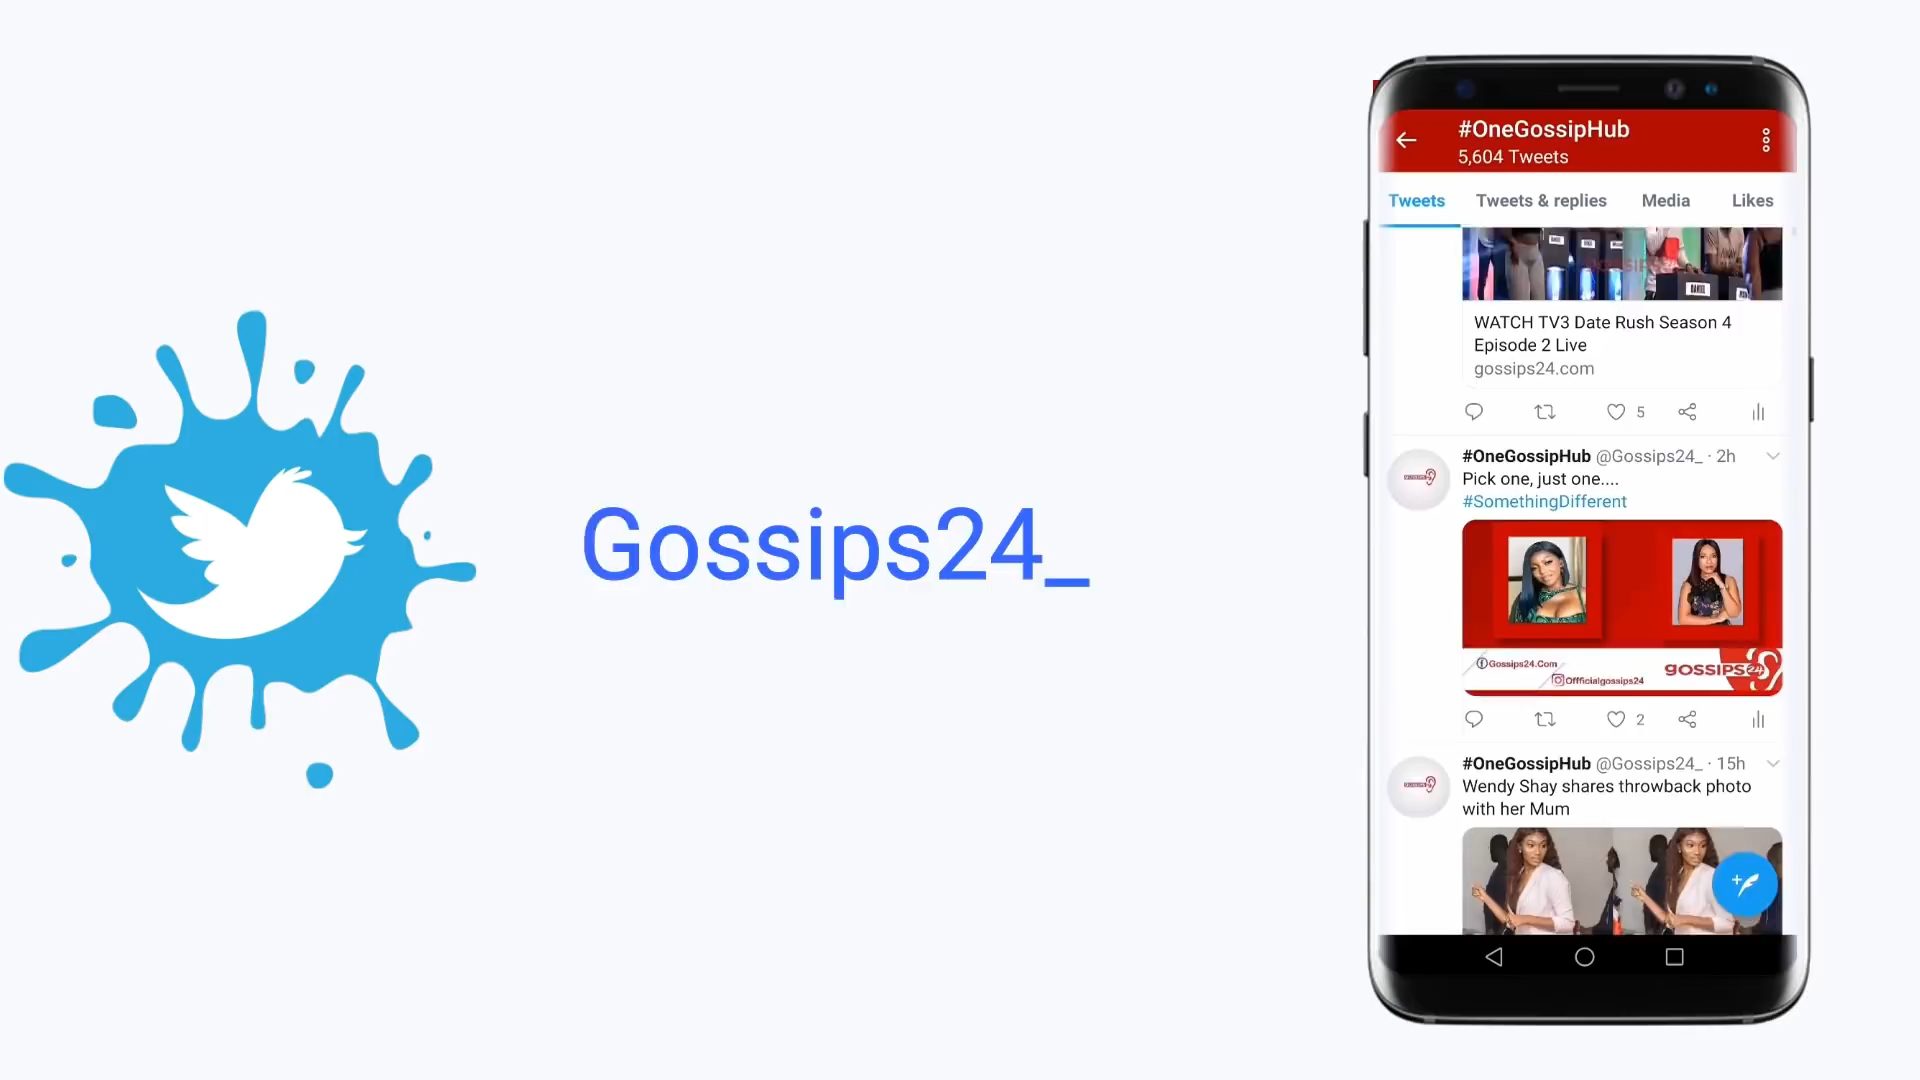 Gossips24_
#OneGossipHub
5,604 Tweets
Tweets Tweets & replies Media Likes
WATCH TV3 Date Rush Season 4
Episode 2 Live
gossips24.com
5
#OneGossipHub @Gossips24_ · 2h
Pick one, just one....
#SomethingDifferent
Gossips24.Com
Offficialgossips24
GOSSIPS24
2
#OneGossipHub @Gossips24_ · 15h
Wendy Shay shares throwback photo
with her Mum